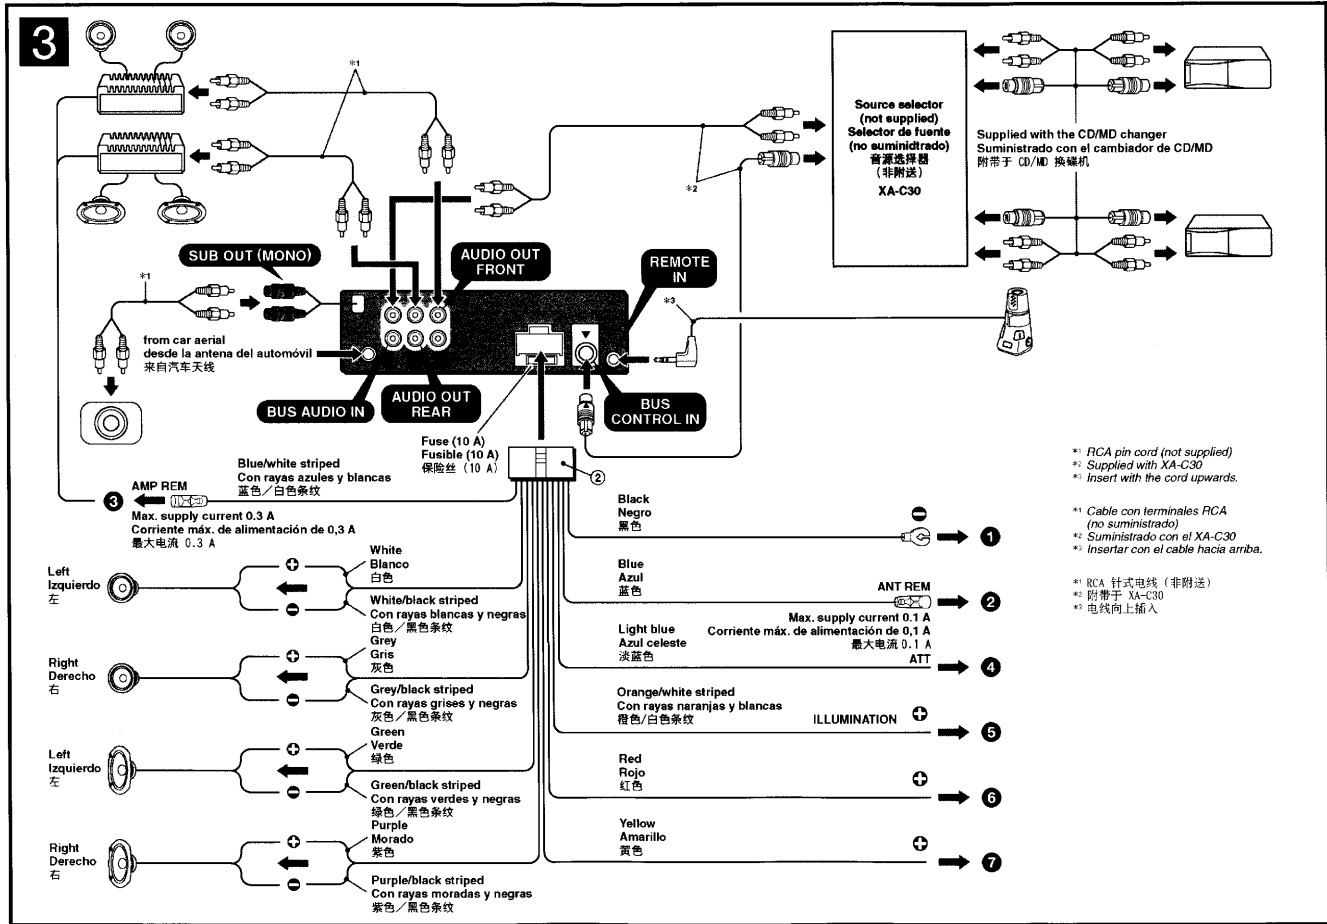 3
*1
*2
Source selector
(not supplied)
Selector de fuente
(no suminidtrado)
音源选择器
(非附送)
XA-C30
Supplied with the CD/MD changer
Suministrado con el cambiador de CD/MD
附带于 CD/MD 换碟机
SUB OUT (MONO)
AUDIO OUT
FRONT
REMOTE
IN
*1
*3
from car aerial
desde la antena del automóvil
来自汽车天线
BUS AUDIO IN
AUDIO OUT
REAR
BUS
CONTROL IN
Fuse (10 A)
Fusible (10 A)
保险丝 (10 A)
2
Blue/white striped
Con rayas azules y blancas
蓝色/白色条纹
3
AMP REM
Max. supply current 0.3 A
Corriente máx. de alimentación de 0,3 A
最大电流 0.3 A
Left
Izquierdo
左
+
−
White
Blanco
白色
White/black striped
Con rayas blancas y negras
白色/黑色条纹
Right
Derecho
右
+
−
Grey
Gris
灰色
Grey/black striped
Con rayas grises y negras
灰色/黑色条纹
Left
Izquierdo
左
+
−
Green
Verde
绿色
Green/black striped
Con rayas verdes y negras
绿色/黑色条纹
Right
Derecho
右
+
−
Purple
Morado
紫色
Purple/black striped
Con rayas moradas y negras
紫色/黑色条纹
Black
Negro
黑色
−
1
Blue
Azul
蓝色
ANT REM
2
Max. supply current 0.1 A
Corriente máx. de alimentación de 0,1 A
最大电流 0.1 A
Light blue
Azul celeste
淡蓝色
ATT
4
Orange/white striped
Con rayas naranjas y blancas
橙色/白色条纹
ILLUMINATION
+
5
Red
Rojo
红色
+
6
Yellow
Amarillo
黄色
+
7
*1 RCA pin cord (not supplied)
*2 Supplied with XA-C30
*3 Insert with the cord upwards.
*1 Cable con terminales RCA
(no suministrado)
*2 Suministrado con el XA-C30
*3 Insertar con el cable hacia arriba.
*1 RCA 针式电线 (非附送)
*2 附带于 XA-C30
*3 电线向上插入